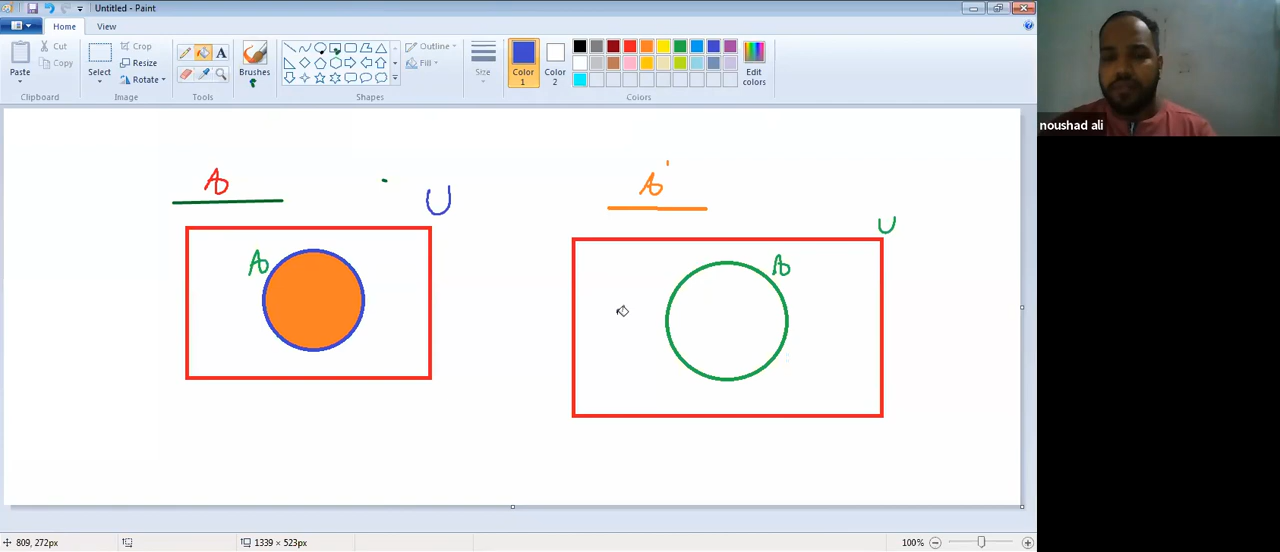 Untitled - Paint
Home
View
Paste
Cut
Copy
Clipboard
Select
Crop
Resize
Rotate
Image
A
Tools
Brushes
Shapes
Outline
Fill
Size
Color 1
Color 2
Edit colors
Colors
noushad ali
A
U
A
A'
U
A
809, 272px
1339 × 523px
100%